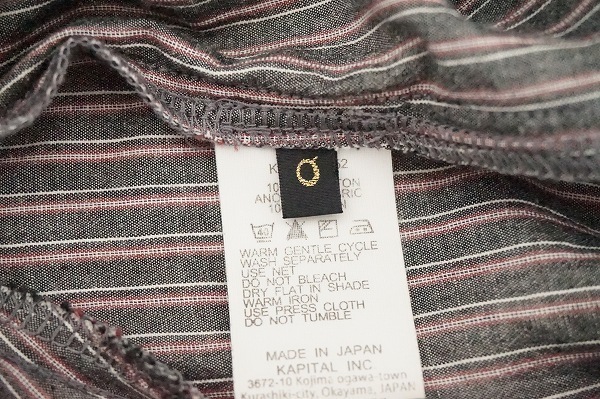 Ó
WARM GENTLE CYCLE
WASH SEPARATELY
USE NET
DO NOT BLEACH
DRY FLAT IN SHADE
WARM IRON
USE PRESS CLOTH
DO NOT TUMBLE
MADE IN JAPAN
KAPITAL INC
3672-10 Kojima ogawa town
Kurashiki-city, Okayama, JAPAN